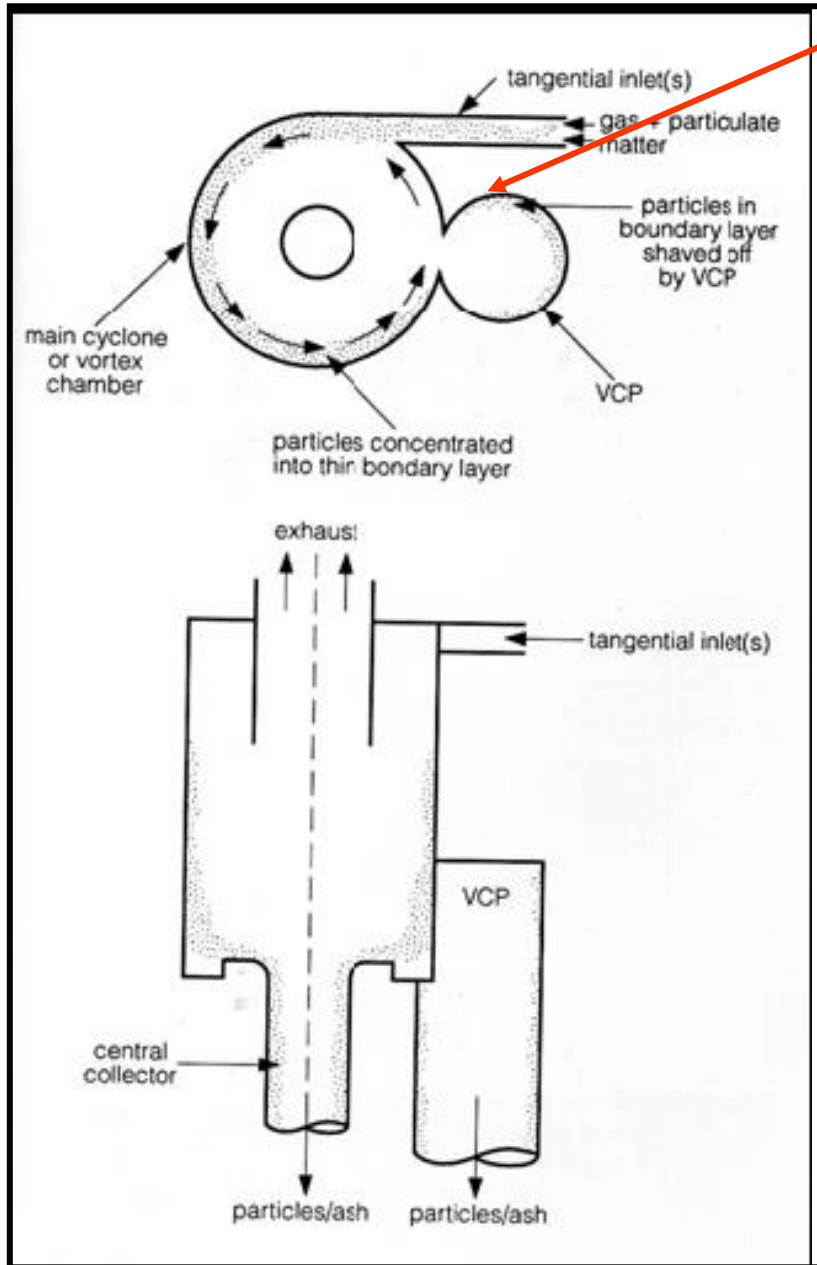 tangential inlet(s)
gas + particulate
matter
particles in
boundary layer
shaved off
by VCP
main cyclone
or vortex
chamber
VCP
particles concentrated
into thin bondary layer
exhaust
tangential inlet(s)
VCP
central
collector
particles/ash
particles/ash